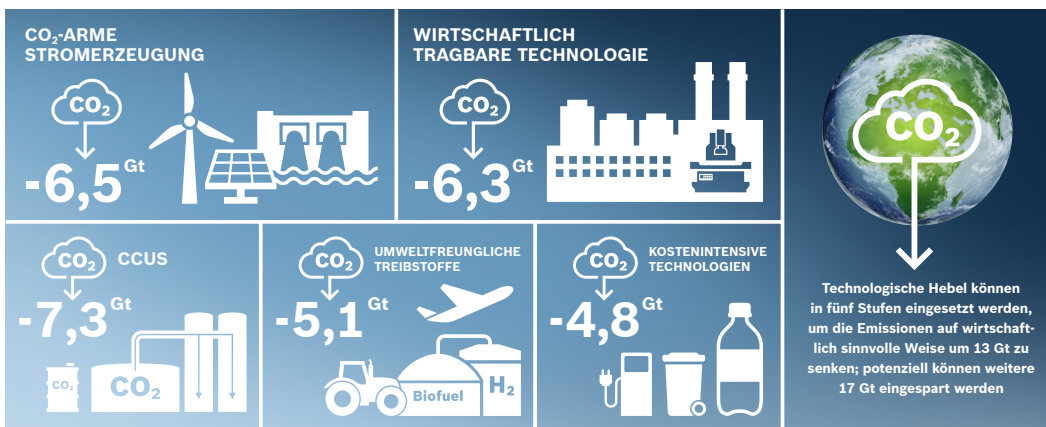 CO₂-ARME
STROMERZEUGUNG
CO₂
-6,5 Gt
WIRTSCHAFTLICH
TRAGBARE TECHNOLOGIE
CO₂
-6,3 Gt
CO₂
CCUS
-7,3 Gt
CO₂
CO₂
CO₂
UMWELTFREUNGLICHE
TREIBSTOFFE
-5,1 Gt
Biofuel
H₂
CO₂
KOSTENINTENSIVE
TECHNOLOGIEN
-4,8 Gt
CO₂
Technologische Hebel können
in fünf Stufen eingesetzt werden,
um die Emissionen auf wirtschaft-
lich sinnvolle Weise um 13 Gt zu
senken; potenziell können weitere
17 Gt eingespart werden